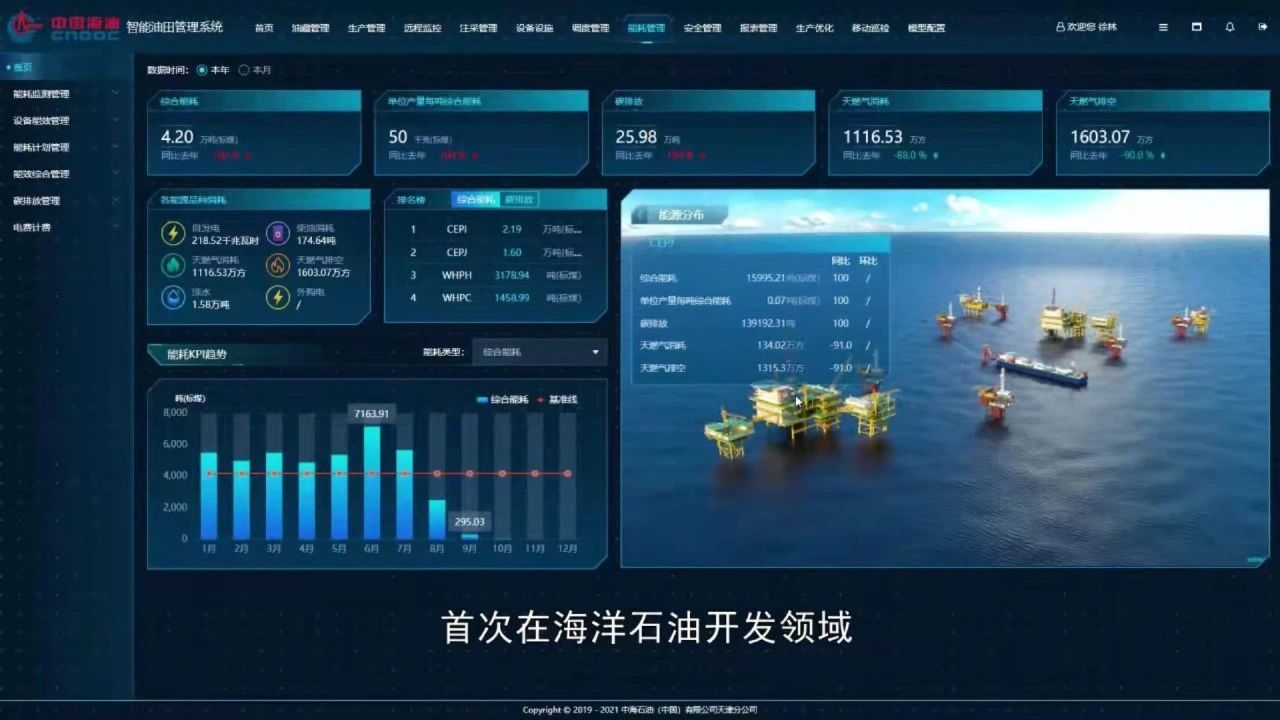 中国海油
CNOOC
智能油田管理系统
首页 油藏管理 生产管理 远程监控 注采管理 设备设施 调度管理 能耗管理 安全管理 报表管理 生产优化 移动巡检 模型配置
欢迎您 徐林
首页
能耗监测管理
设备能效管理
能耗计划管理
能效综合管理
碳排放管理
电费计费
数据时间: 本年 本月
综合能耗
4.20 万吨(标煤)
同比去年
单位产量每吨综合能耗
50 千克(标煤)
同比去年
碳排放
25.98 万吨
同比去年
天然气消耗
1116.53 万方
同比去年 -88.0 %
天然气排空
1603.07 万方
同比去年 -90.0 %
各能源品种消耗
自发电
218.52千兆瓦时
柴油消耗
174.64吨
天然气消耗
1116.53万方
天然气排空
1603.07万方
淡水
1.58万吨
外购电
/
排名榜 综合能耗 碳排放
1 CEPI 2.19 万吨(标...
2 CEPJ 1.60 万吨(标...
3 WHPH 3178.94 吨(标煤)
4 WHPC 1458.99 吨(标煤)
能源分布
CEPJ
同比 环比
综合能耗 15995.21吨(标煤) 100 /
单位产量每吨综合能耗 0.07吨(标煤) 100 /
碳排放 139192.31吨 100 /
天然气消耗 134.02万方 -91.0 /
天然气排空 1315.3万方 -91.0 /
能耗KPI趋势
能耗类型: 综合能耗
吨(标煤)
综合能耗 基准线
8,000
6,000
4,000
2,000
0
7163.91
295.03
1月 2月 3月 4月 5月 6月 7月 8月 9月 10月 11月 12月
首次在海洋石油开发领域
Copyright © 2019 - 2021 中海石油（中国）有限公司天津分公司